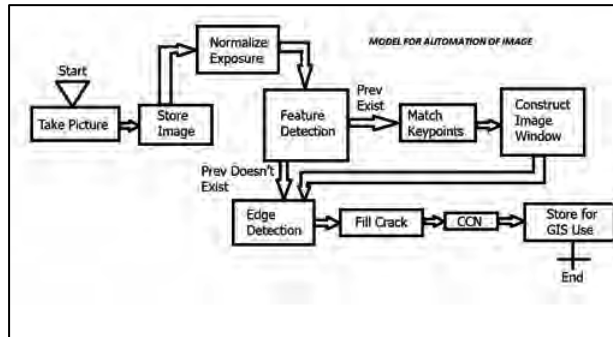 MODEL FOR AUTOMATION OF IMAGE
Normalize
Exposure
Start
Take Picture
Store
Image
Feature
Detection
Prev
Exist
Match
Keypoints
Construct
Image
Window
Prev Doesn't
Exist
Edge
Detection
Fill Crack
CCN
Store for
GIS Use
End